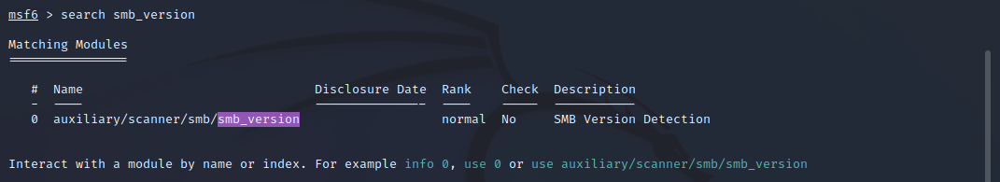 msf6 > search smb_version
Matching Modules
================
# Name Disclosure Date Rank Check Description
- ---- --------------- ---- ----- -----------
0 auxiliary/scanner/smb/smb_version normal No SMB Version Detection
Interact with a module by name or index. For example info 0, use 0 or use auxiliary/scanner/smb/smb_version